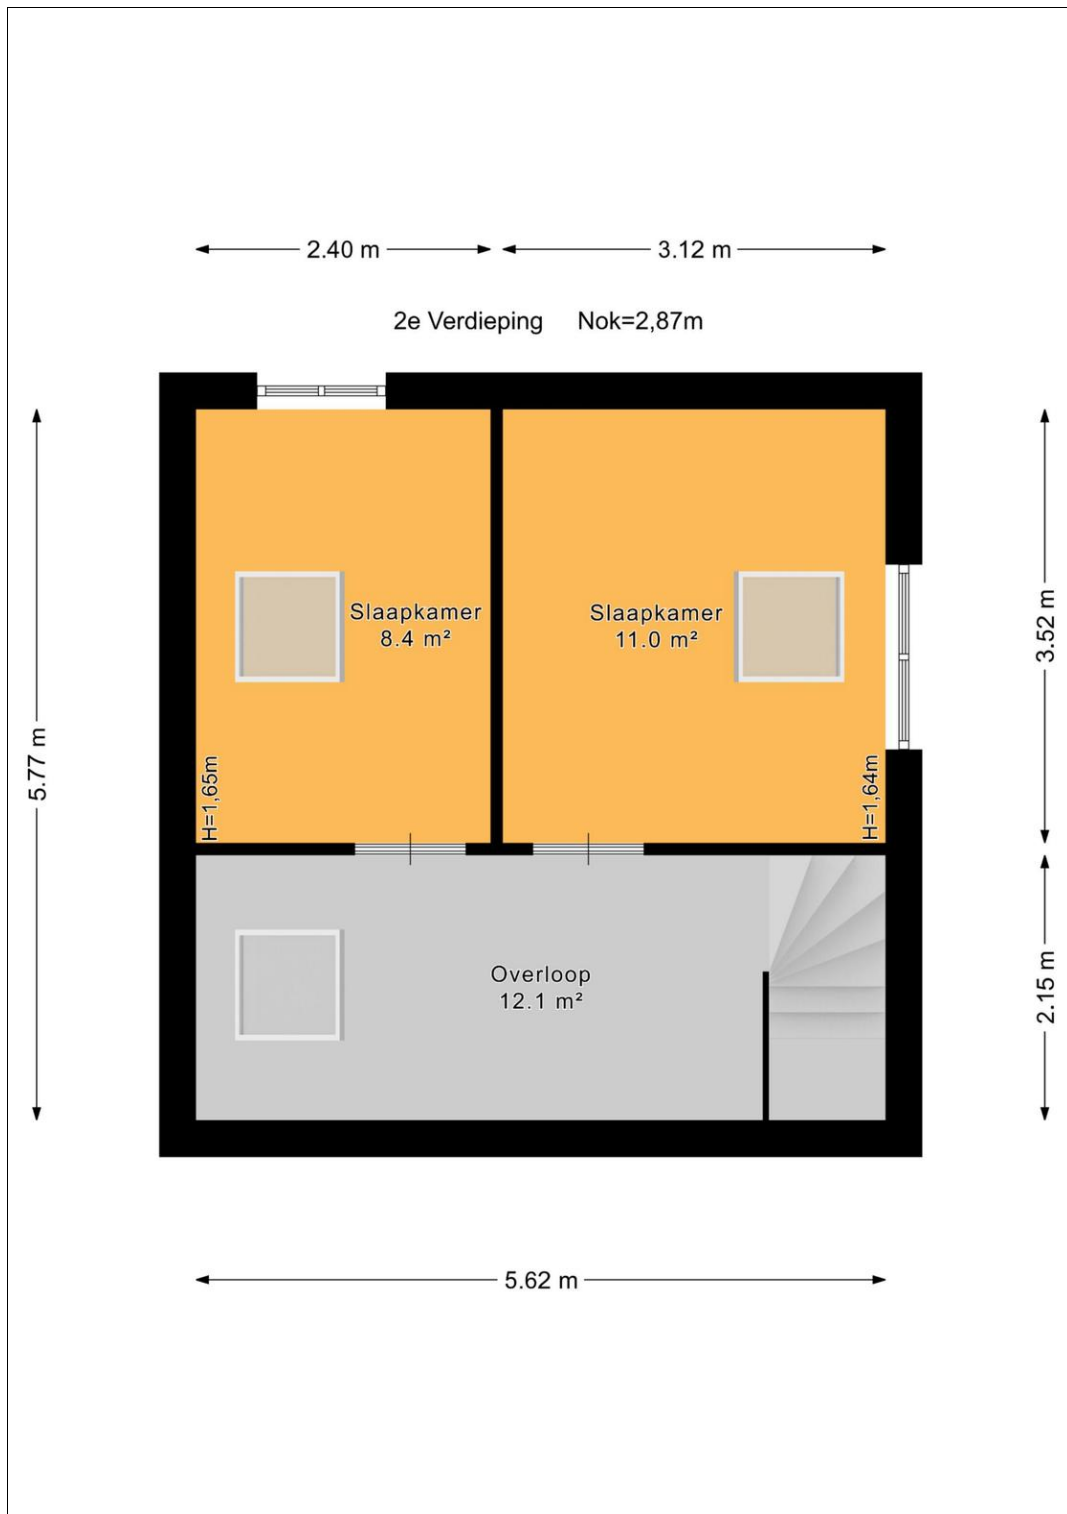 2.40 m
3.12 m
2e Verdieping Nok=2,87m
Slaapkamer
8.4 m²
Slaapkamer
11.0 m²
3.52 m
5.77 m
H=1,65m
H=1,64m
Overloop
12.1 m²
2.15 m
5.62 m